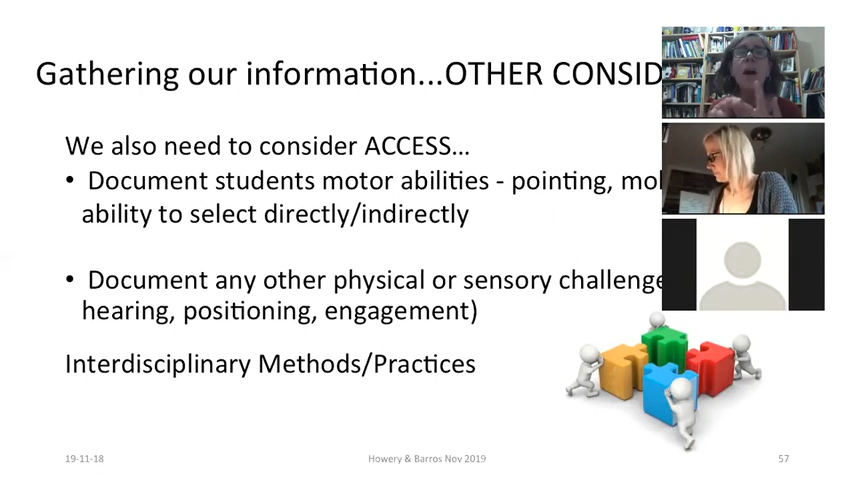 Gathering our information...OTHER CONSID
We also need to consider ACCESS...
• Document students motor abilities - pointing,
ability to select directly/indirectly
• Document any other physical or sensory challenge
hearing, positioning, engagement)
Interdisciplinary Methods/Practices
19-11-18
Howery & Barros Nov 2019
57